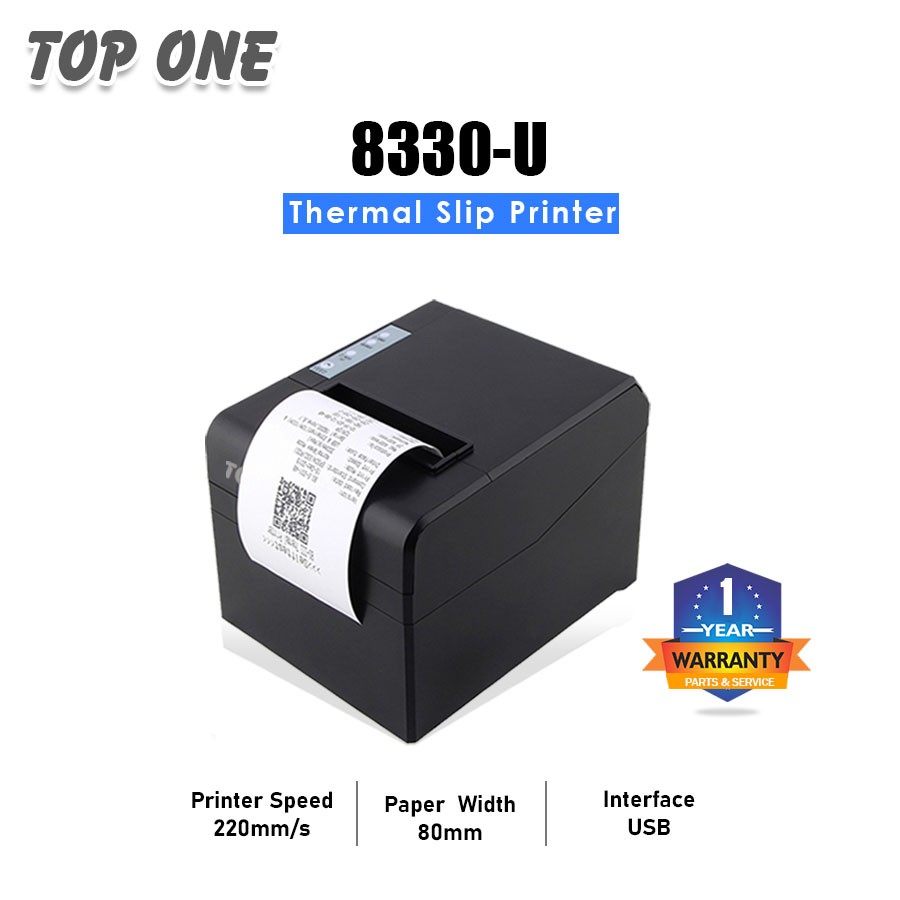 TOP ONE
8330-U
Thermal Slip Printer
TO
1
YEAR
WARRANTY
PARTS & SERVICE
Printer Speed
220mm/s
Paper Width
80mm
Interface
USB